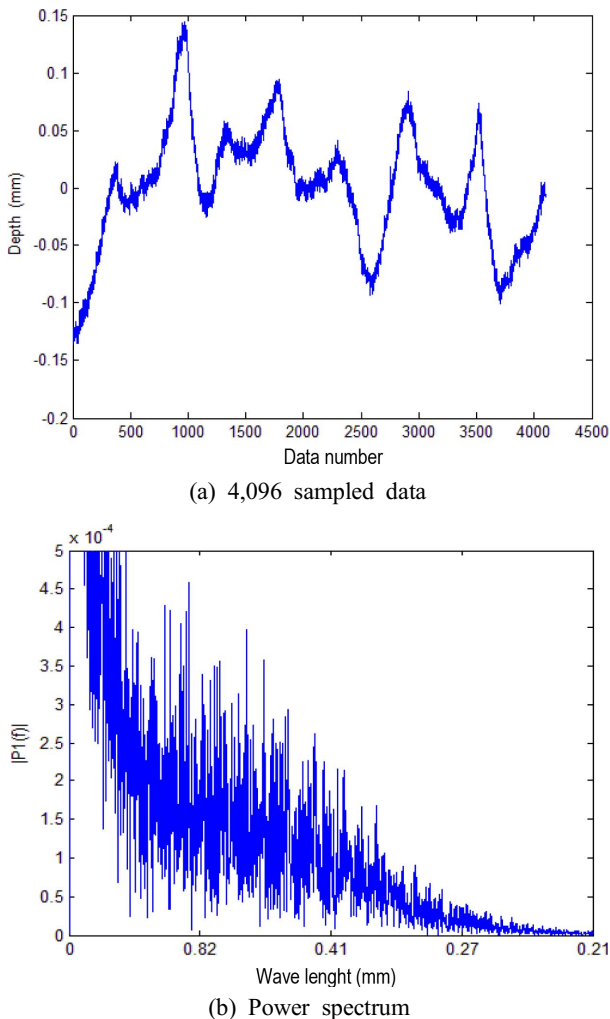 0.15
0.1
0.05
0
-0.05
-0.1
-0.15
-0.2
Depth (mm)
0 500 1000 1500 2000 2500 3000 3500 4000 4500
Data number
(a) 4,096 sampled data
x 10^-4
5
4.5
4
3.5
3
2.5
2
1.5
1
0.5
0
|P1(f)|
0 0.82 0.41 0.27 0.21
Wave lenght (mm)
(b) Power spectrum